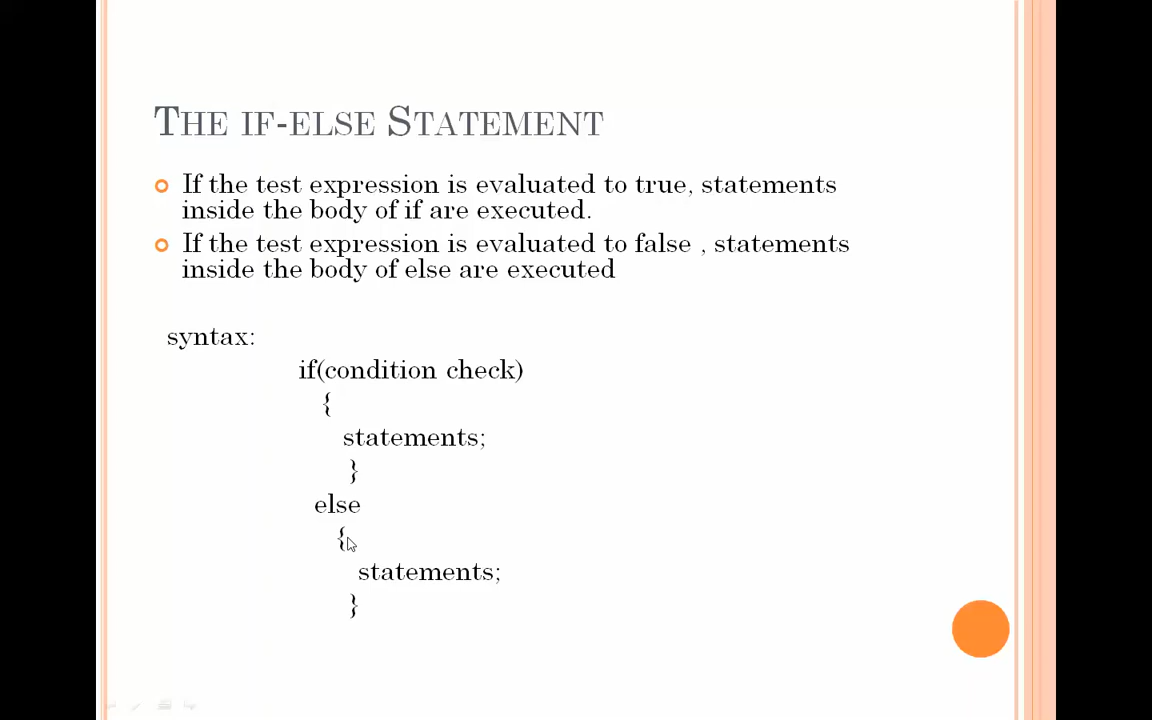 THE IF-ELSE STATEMENT
If the test expression is evaluated to true, statements
inside the body of if are executed.
If the test expression is evaluated to false , statements
inside the body of else are executed
syntax:
if(condition check)
{
statements;
}
else
{
statements;
}